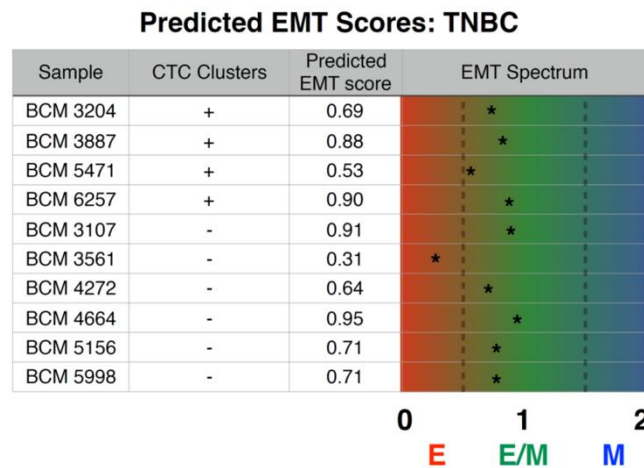 Predicted EMT Scores: TNBC
Sample CTC Clusters Predicted EMT score EMT Spectrum
BCM 3204 + 0.69 *
BCM 3887 + 0.88 *
BCM 5471 + 0.53 *
BCM 6257 + 0.90 *
BCM 3107 - 0.91 *
BCM 3561 - 0.31 *
BCM 4272 - 0.64 *
BCM 4664 - 0.95 *
BCM 5156 - 0.71 *
BCM 5998 - 0.71 *
0 1 2
E E/M M